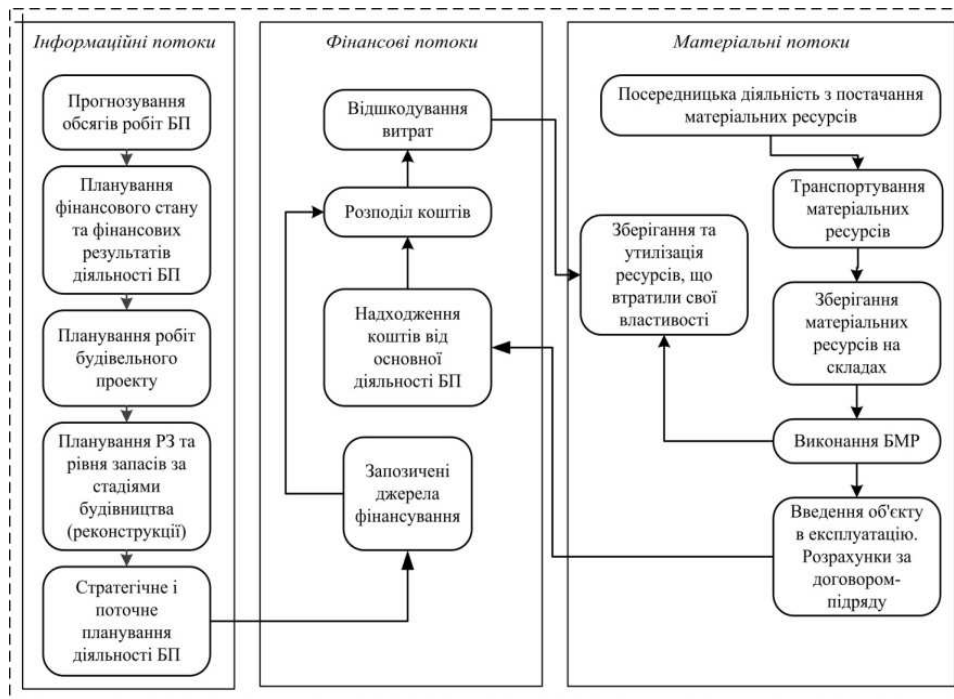 Інформаційні потоки
Прогнозування
обсягів робіт БП
Планування
фінансового стану
та фінансових
результатів
діяльності БП
Планування робіт
будівельного
проекту
Планування РЗ та
рівня запасів за
стадіями
будівництва
(реконструкції)
Стратегічне і
поточне
планування
діяльності БП
Фінансові потоки
Відшкодування
витрат
Розподіл коштів
Надходження
коштів від
основної
діяльності БП
Запозичені
джерела
фінансування
Матеріальні потоки
Посередницька діяльність з постачання
матеріальних ресурсів
Транспортування
матеріальних
ресурсів
Зберігання та
утилізація
ресурсів, що
втратили свої
властивості
Зберігання
матеріальних
ресурсів на
складах
Виконання БМР
Введення об'єкту
в експлуатацію.
Розрахунки за
договором-
підряду